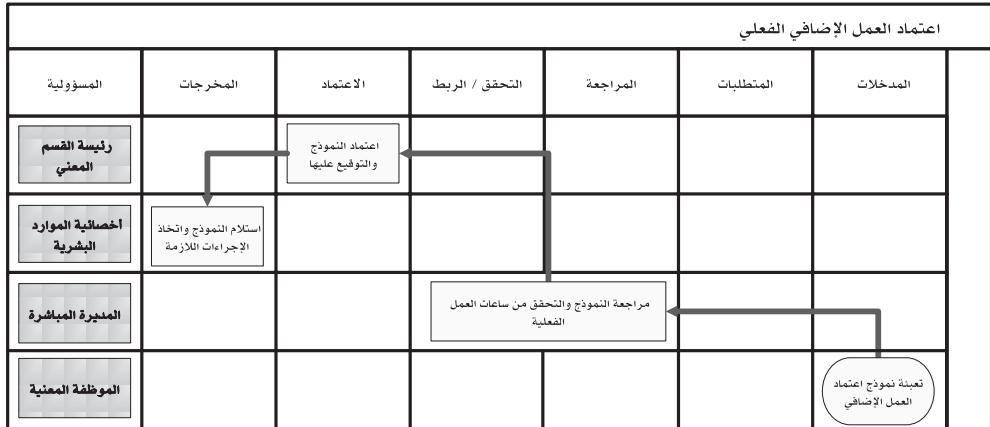 اعتماد العمل الإضافي الفعلي
المدخلات
المتطلبات
المراجعة
التحقق / الربط
الاعتماد
المخرجات
المسؤولية
اعتماد النموذج
والتوقيع عليها
رئيسة القسم
المعني
استلام النموذج واتخاذ
الإجراءات اللازمة
أخصائية الموارد
البشرية
مراجعة النموذج والتحقق من ساعات العمل
الفعلية
المديرة المباشرة
تعبئة نموذج اعتماد
العمل الإضافي
الموظفة المعنية